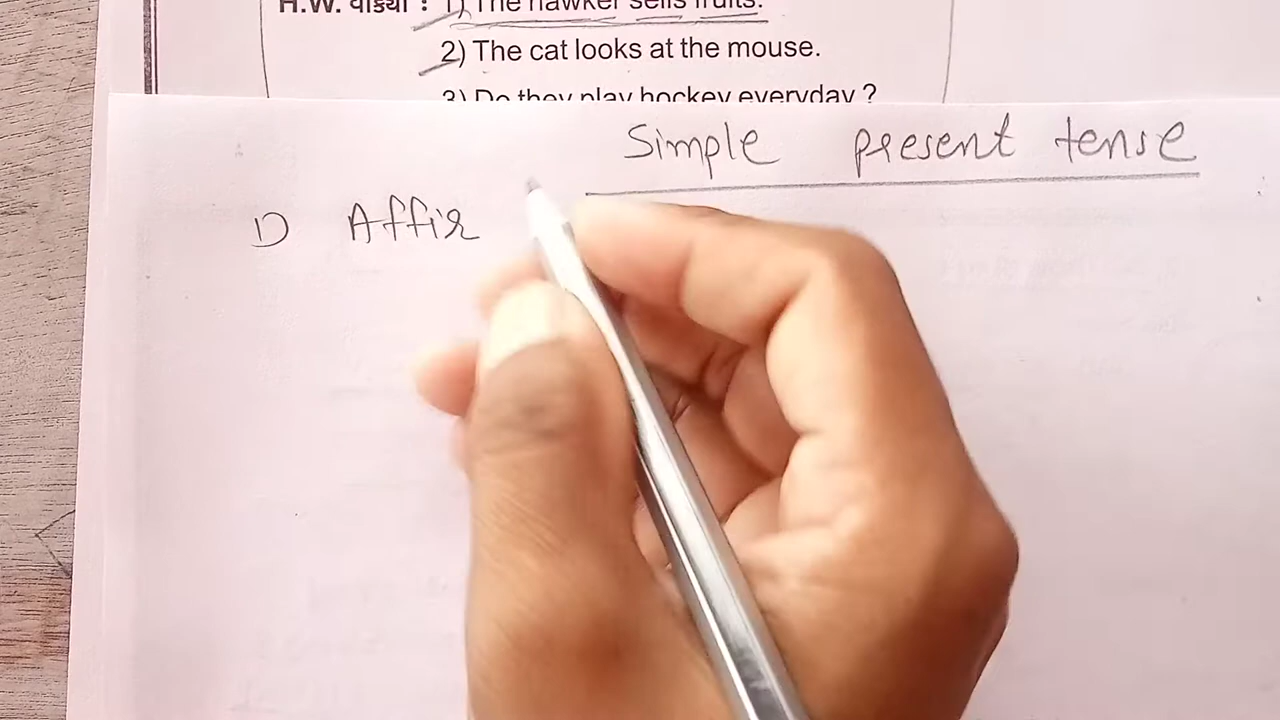 H.W. वाक्यो : 1) The hawker sells fruits.
2) The cat looks at the mouse.
3) Do they play hockey everyday ?
Simple present tense
1) Affir